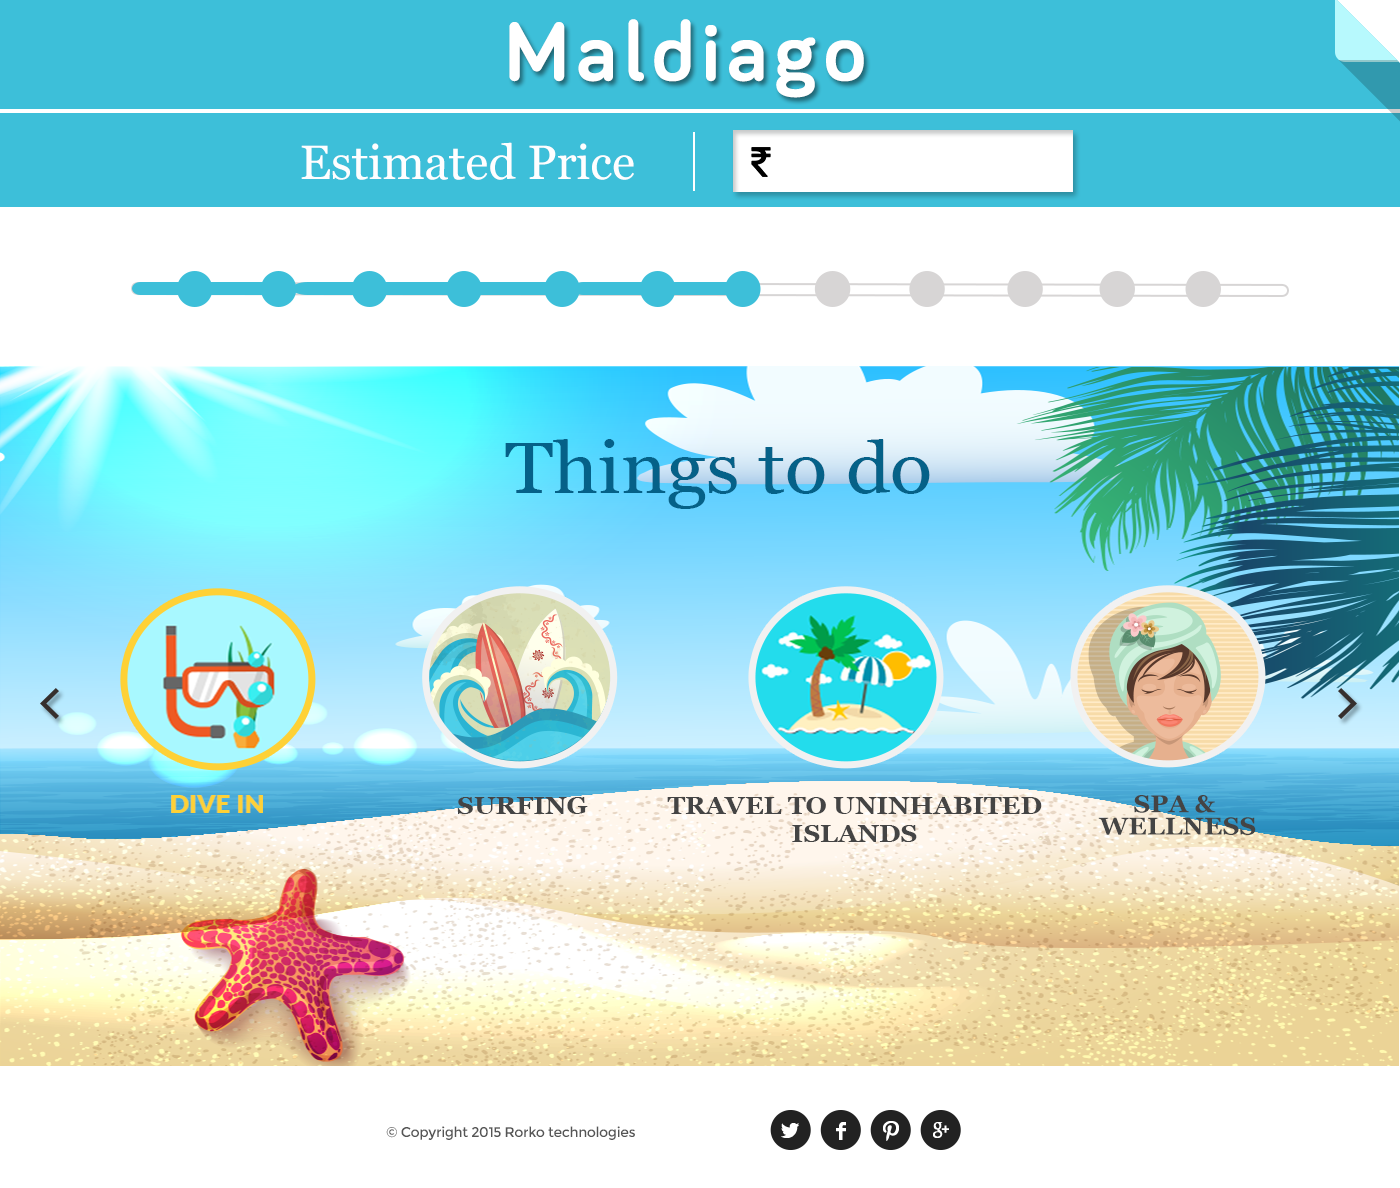 Maldiago
Estimated Price
₹
Things to do
DIVE IN
SURFING
TRAVEL TO UNINHABITED
ISLANDS
SPA &
WELLNESS
© Copyright 2015 Rorko technologies